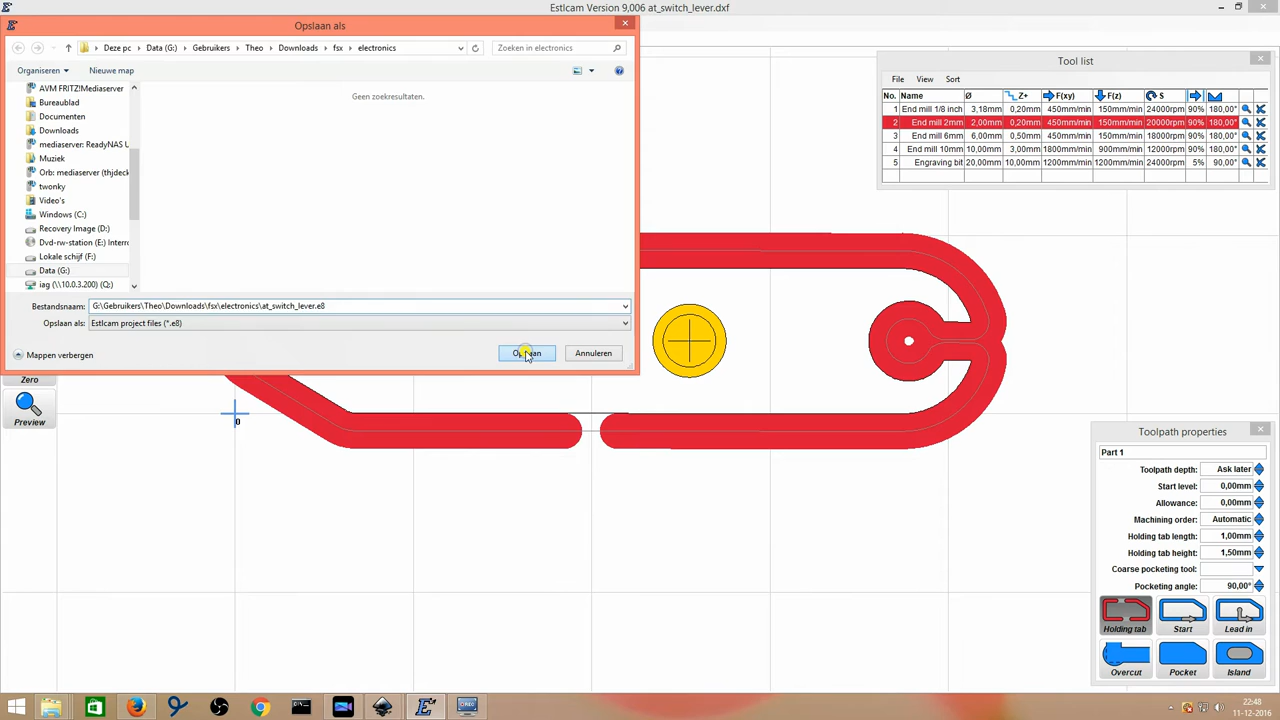 Estlcam Version 9,006 at_switch_lever.dxf
Opslaan als
Deze pc › Data (G:) › Gebruikers › Theo › Downloads › fsx › electronics
Zoeken in electronics
Organiseren
Nieuwe map
AVM FRITZ!Mediaserver
Bureaublad
Documenten
Downloads
mediaserver: ReadyNAS U
Muziek
Orb: mediaserver (thjdeck
twonky
Video's
Windows (C:)
Recovery Image (D:)
Dvd-rw-station (E:) Interro
Lokale schijf (F:)
Data (G:)
iag (\\10.0.3.200) (Q:)
Geen zoekresultaten.
Bestandsnaam: G:\Gebruikers\Theo\Downloads\fsx\electronics\at_switch_lever.e8
Opslaan als: Estlcam project files (*.e8)
Mappen verbergen
Annuleren
Zero
Preview
0
Tool list
File View Sort
No. Name Ø Z+ F(xy) F(z) S
1 End mill 1/8 inch 3,18mm 0,20mm 450mm/min 150mm/min 24000rpm 90% 180,00°
2 End mill 2mm 2,00mm 0,20mm 450mm/min 150mm/min 20000rpm 90% 180,00°
3 End mill 6mm 6,00mm 0,50mm 450mm/min 150mm/min 18000rpm 90% 180,00°
4 End mill 10mm 10,00mm 3,00mm 1800mm/min 900mm/min 12000rpm 90% 180,00°
5 Engraving bit 20,00mm 10,00mm 1200mm/min 1200mm/min 24000rpm 5% 90,00°
Toolpath properties
Part 1
Toolpath depth: Ask later
Start level: 0,00mm
Allowance: 0,00mm
Machining order: Automatic
Holding tab length: 1,00mm
Holding tab height: 1,50mm
Coarse pocketing tool:
Pocketing angle: 90,00°
Holding tab Start Lead in
Overcut Pocket Island
22:48
11-12-2016